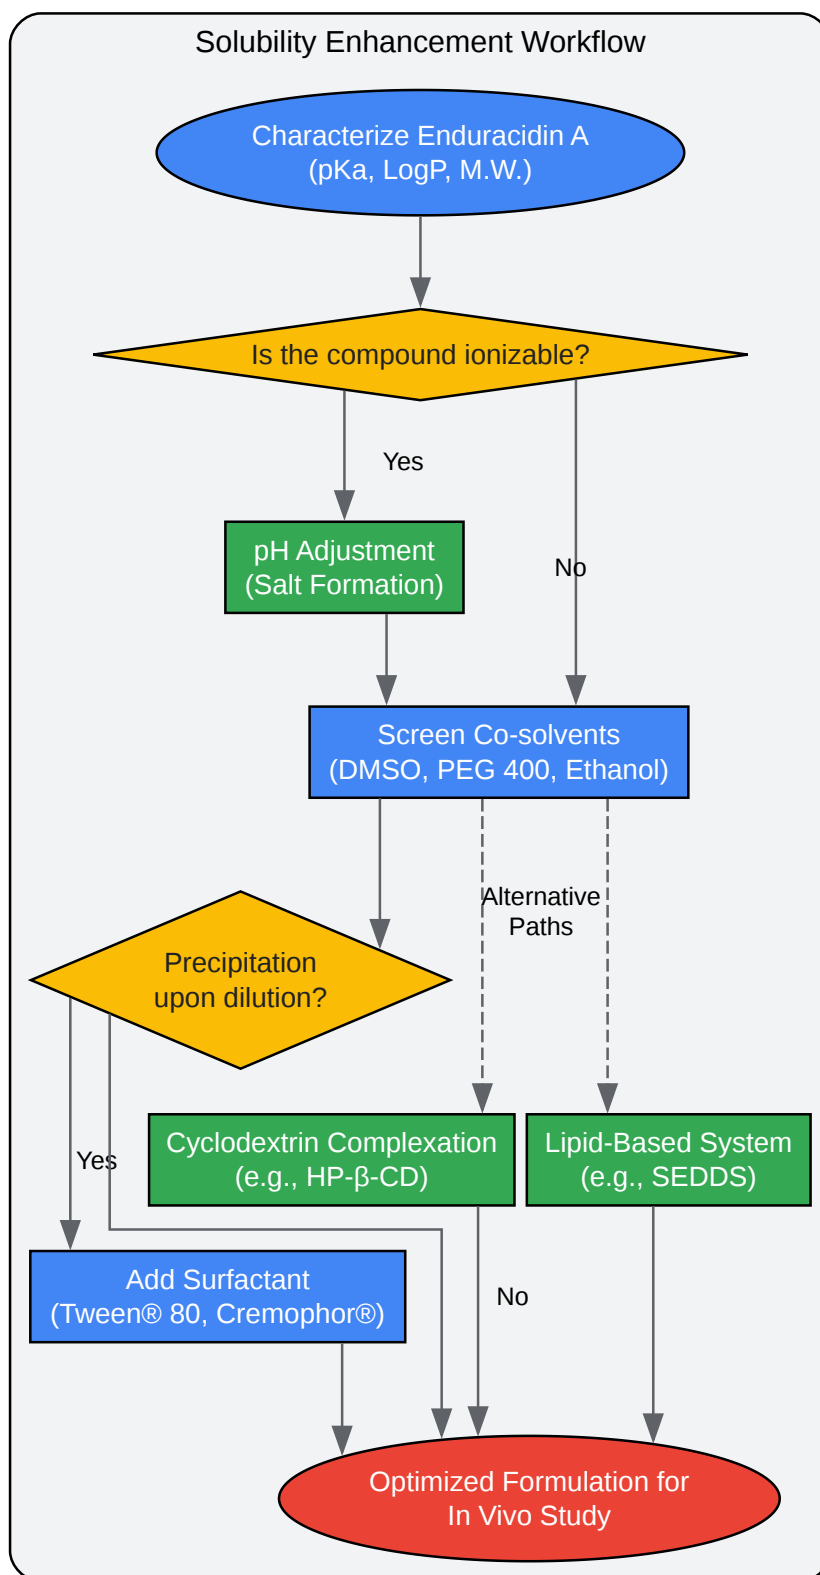 Solubility Enhancement Workflow
Characterize Enduracidin A
(pKa, LogP, M.W.)
Is the compound ionizable?
Yes
pH Adjustment
(Salt Formation)
No
Screen Co-solvents
(DMSO, PEG 400, Ethanol)
Alternative
Paths
Precipitation
upon dilution?
Yes
Cyclodextrin Complexation
(e.g., HP-β-CD)
Lipid-Based System
(e.g., SEDDS)
Add Surfactant
(Tween® 80, Cremophor®)
No
Optimized Formulation for
In Vivo Study